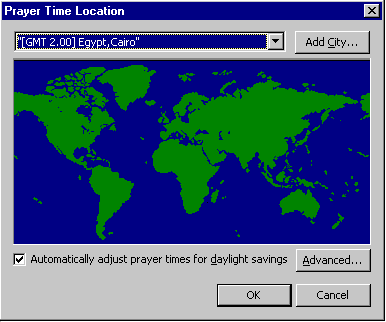 Prayer Time Location
"[GMT 2.00] Egypt,Cairo"
Add City...
Automatically adjust prayer times for daylight savings
Advanced...
OK
Cancel